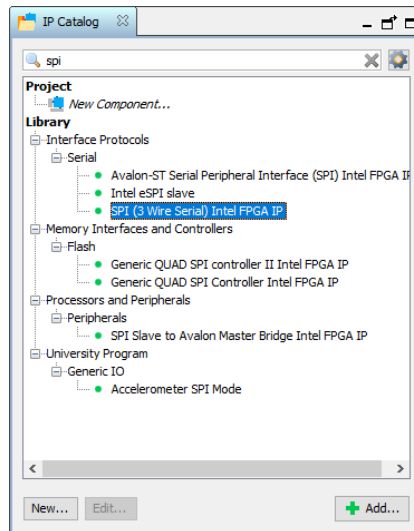 IP Catalog
spi
Project
New Component...
Library
Interface Protocols
Serial
Avalon-ST Serial Peripheral Interface (SPI) Intel FPGA IP
Intel eSPI slave
SPI (3 Wire Serial) Intel FPGA IP
Memory Interfaces and Controllers
Flash
Generic QUAD SPI controller II Intel FPGA IP
Generic QUAD SPI Controller Intel FPGA IP
Processors and Peripherals
Peripherals
SPI Slave to Avalon Master Bridge Intel FPGA IP
University Program
Generic IO
Accelerometer SPI Mode
New... Edit... Add...